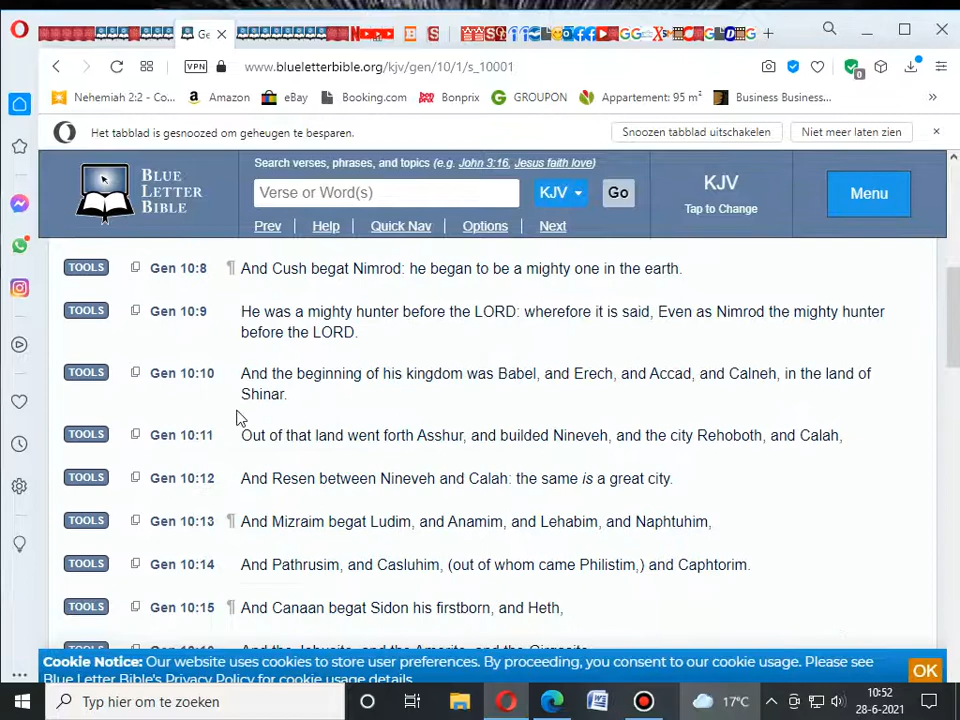 Ge
VPN
www.blueletterbible.org/kjv/gen/10/1/s_10001
0
Nehemiah 2:2 - Co...
Amazon
eBay
Booking.com
Bonprix
GROUPON
Appartement: 95 m²
Business Business...
Het tabblad is gesnoozed om geheugen te besparen.
Snoozen tabblad uitschakelen
Niet meer laten zien
BLUE
LETTER
BIBLE
Search verses, phrases, and topics (e.g. John 3:16, Jesus faith love)
Verse or Word(s)
KJV
Go
Prev
Help
Quick Nav
Options
Next
KJV
Tap to Change
Menu
TOOLS Gen 10:8 ¶ And Cush begat Nimrod: he began to be a mighty one in the earth.
TOOLS Gen 10:9 He was a mighty hunter before the LORD: wherefore it is said, Even as Nimrod the mighty hunter
before the LORD.
TOOLS Gen 10:10 And the beginning of his kingdom was Babel, and Erech, and Accad, and Calneh, in the land of
Shinar.
TOOLS Gen 10:11 Out of that land went forth Asshur, and builded Nineveh, and the city Rehoboth, and Calah,
TOOLS Gen 10:12 And Resen between Nineveh and Calah: the same is a great city.
TOOLS Gen 10:13 ¶ And Mizraim begat Ludim, and Anamim, and Lehabim, and Naphtuhim,
TOOLS Gen 10:14 And Pathrusim, and Casluhim, (out of whom came Philistim,) and Caphtorim.
TOOLS Gen 10:15 ¶ And Canaan begat Sidon his firstborn, and Heth,
Cookie Notice: Our website uses cookies to store user preferences. By proceeding, you consent to our cookie usage. Please see
Blue Letter Bible's Privacy Policy for cookie usage details.
OK
Typ hier om te zoeken
17°C
10:52
28-6-2021